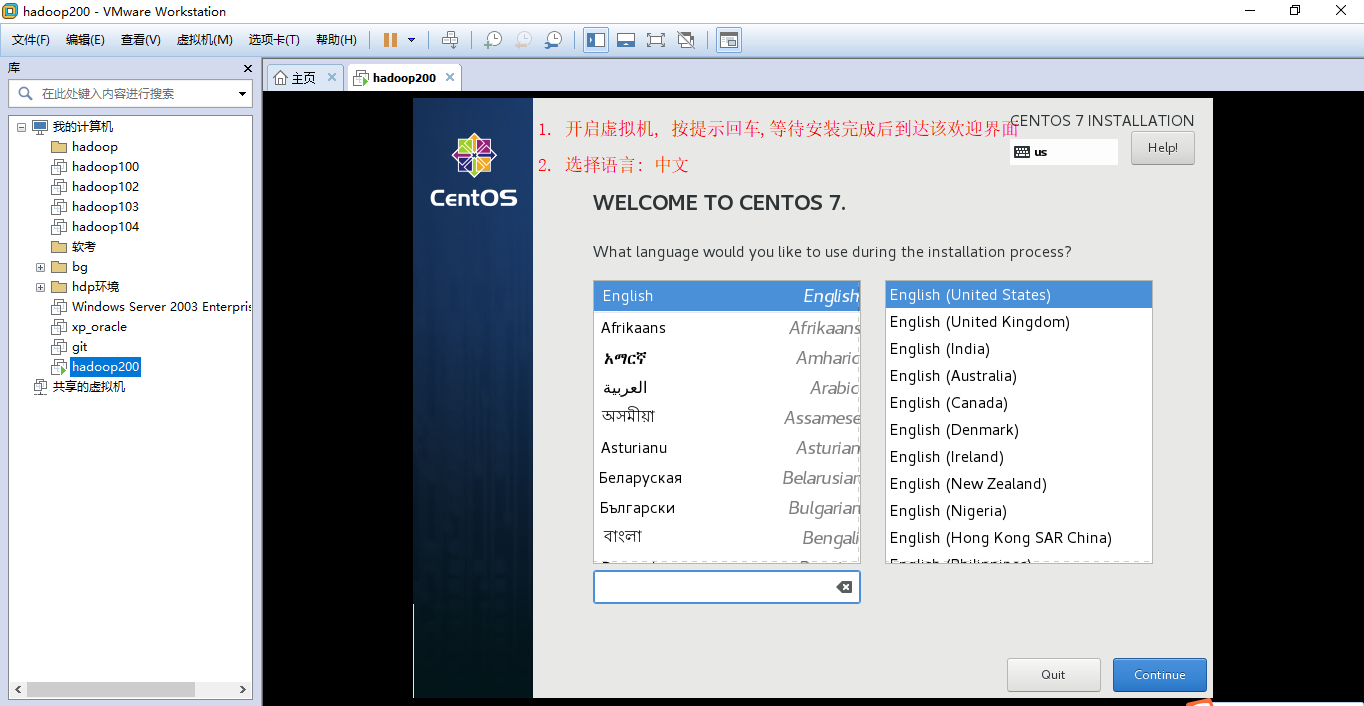 hadoop200 - VMware Workstation
文件(F) 编辑(E) 查看(V) 虚拟机(M) 选项卡(T) 帮助(H)
库
在此处键入内容进行搜索
我的计算机
hadoop
hadoop100
hadoop102
hadoop103
hadoop104
软考
bg
hdp环境
Windows Server 2003 Enterpris
xp_oracle
git
hadoop200
共享的虚拟机
主页
hadoop200
CentOS
1. 开启虚拟机, 按提示回车,等待安装完成后到达该欢迎界面
2. 选择语言: 中文
CENTOS 7 INSTALLATION
us
Help!
WELCOME TO CENTOS 7.
What language would you like to use during the installation process?
English English
Afrikaans Afrikaans
አማርኛ Amharic
العربية Arabic
অসমীয়া Assamese
Asturianu Asturian
Беларуская Belarusian
Български Bulgarian
বাংলা Bengali
English (United States)
English (United Kingdom)
English (India)
English (Australia)
English (Canada)
English (Denmark)
English (Ireland)
English (New Zealand)
English (Nigeria)
English (Hong Kong SAR China)
English (Philippines)
Quit
Continue